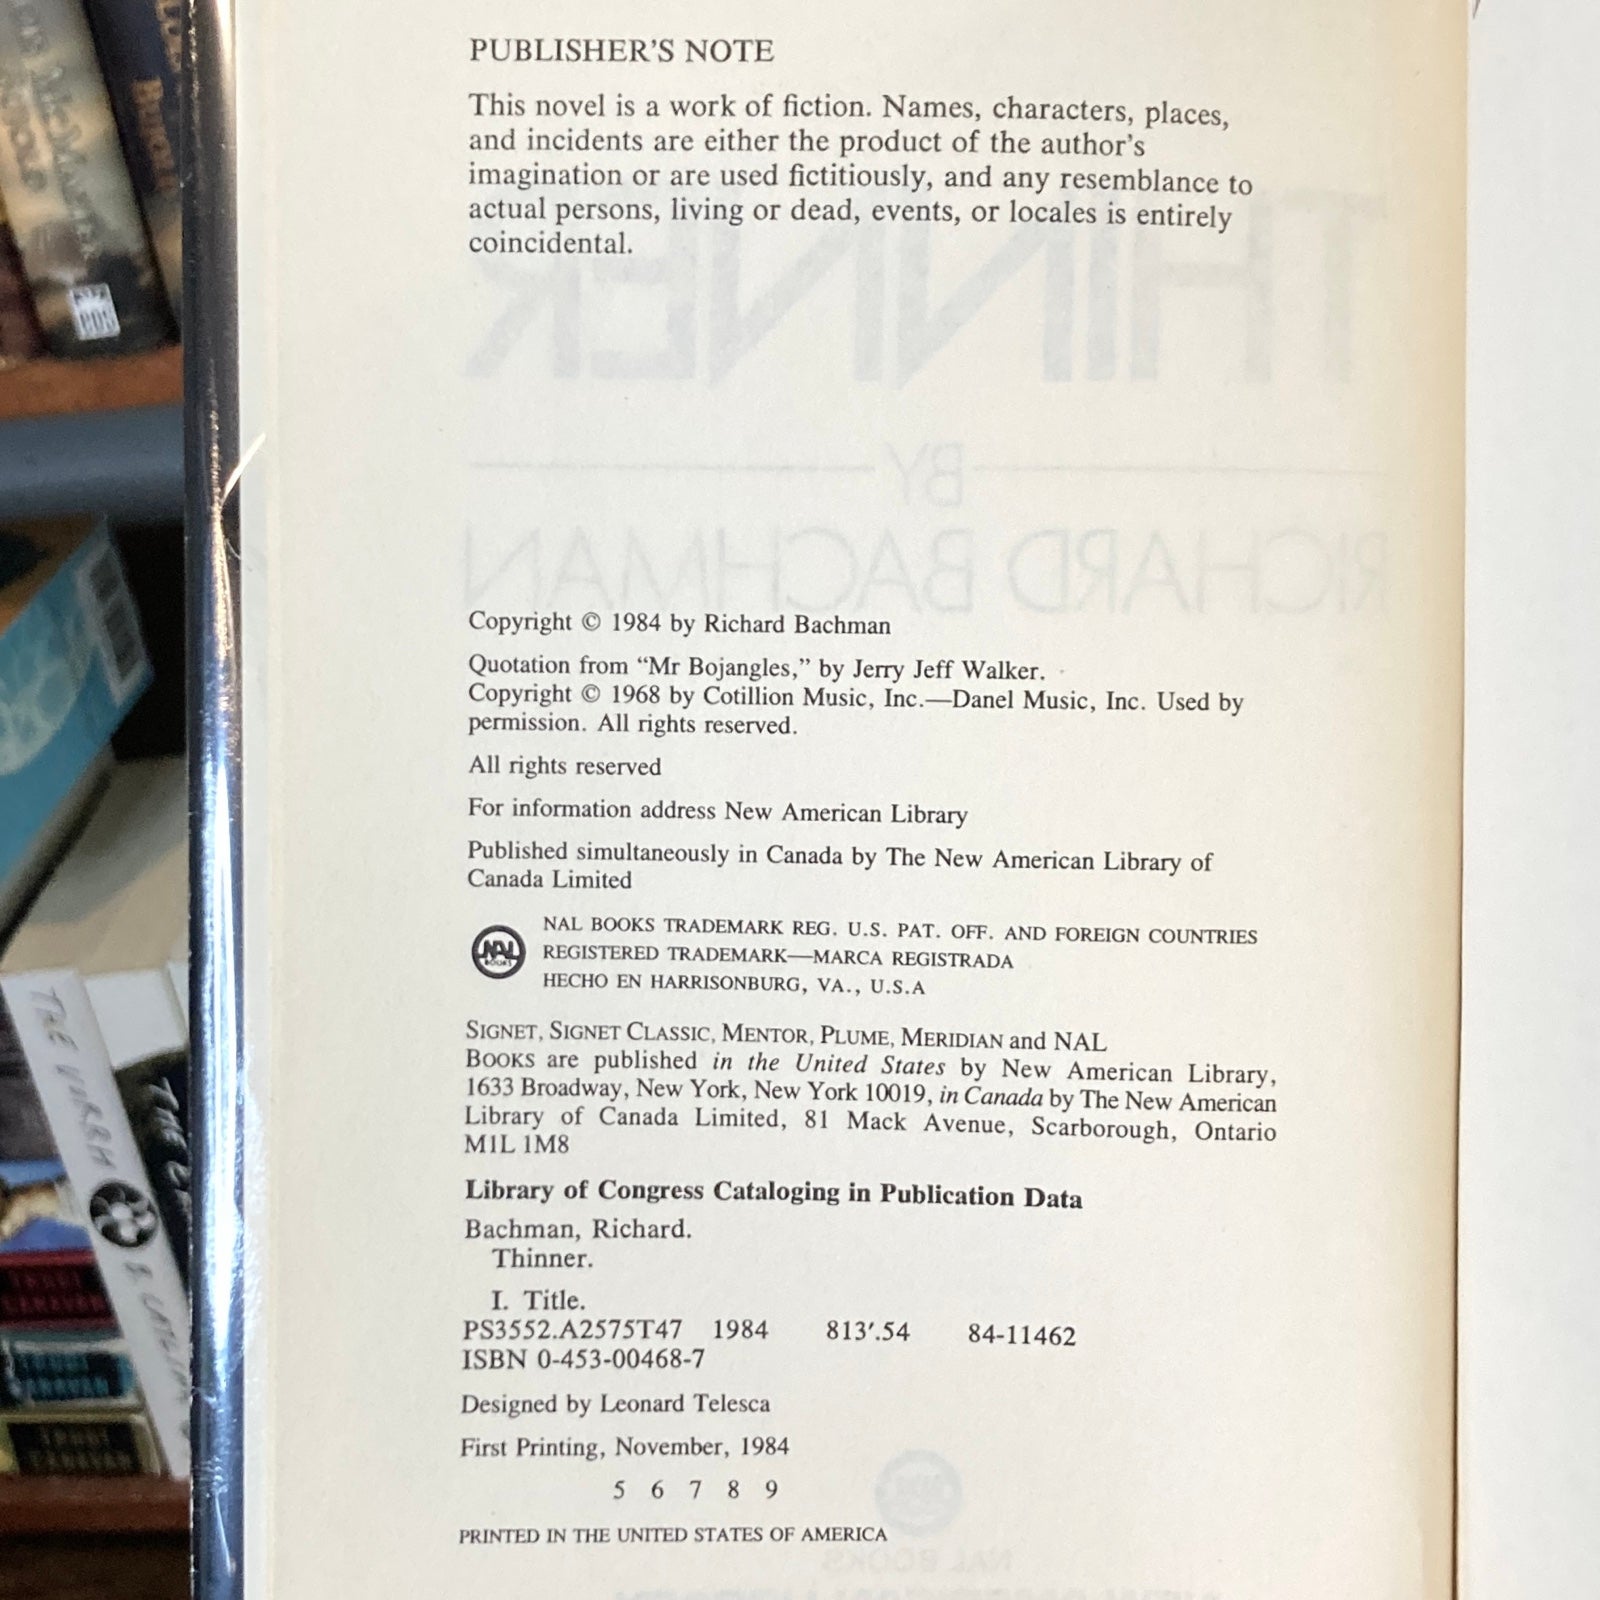 PUBLISHER'S NOTE
This novel is a work of fiction. Names, characters, places,
and incidents are either the product of the author's
imagination or are used fictitiously, and any resemblance to
actual persons, living or dead, events, or locales is entirely
coincidental.
THINNER
BY
RICHARD BACHMAN
Copyright © 1984 by Richard Bachman
Quotation from “Mr Bojangles,” by Jerry Jeff Walker.
Copyright © 1968 by Cotillion Music, Inc.—Danel Music, Inc. Used by
permission. All rights reserved.
All rights reserved
For information address New American Library
Published simultaneously in Canada by The New American Library of
Canada Limited
NAL BOOKS
NAL BOOKS TRADEMARK REG. U.S. PAT. OFF. AND FOREIGN COUNTRIES
REGISTERED TRADEMARK—MARCA REGISTRADA
HECHO EN HARRISONBURG, VA., U.S.A
SIGNET, SIGNET CLASSIC, MENTOR, PLUME, MERIDIAN and NAL
BOOKS are published in the United States by New American Library,
1633 Broadway, New York, New York 10019, in Canada by The New American
Library of Canada Limited, 81 Mack Avenue, Scarborough, Ontario
M1L 1M8
Library of Congress Cataloging in Publication Data
Bachman, Richard.
Thinner.
I. Title.
PS3552.A2575T47 1984 813′.54 84-11462
ISBN 0-453-00468-7
Designed by Leonard Telesca
First Printing, November, 1984
5 6 7 8 9
PRINTED IN THE UNITED STATES OF AMERICA
NAL BOOKS
THE